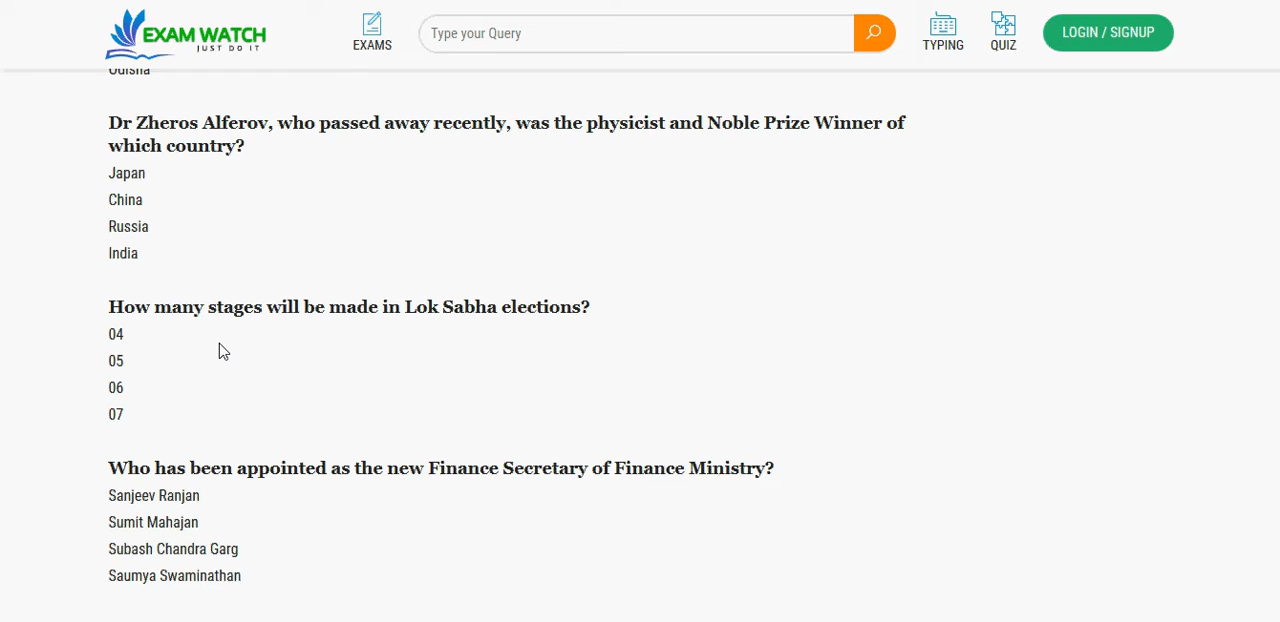 EXAM WATCH
JUST DO IT
EXAMS
Type your Query
TYPING
QUIZ
LOGIN / SIGNUP
Odisha
Dr Zheros Alferov, who passed away recently, was the physicist and Noble Prize Winner of
which country?
Japan
China
Russia
India
How many stages will be made in Lok Sabha elections?
04
05
06
07
Who has been appointed as the new Finance Secretary of Finance Ministry?
Sanjeev Ranjan
Sumit Mahajan
Subash Chandra Garg
Saumya Swaminathan